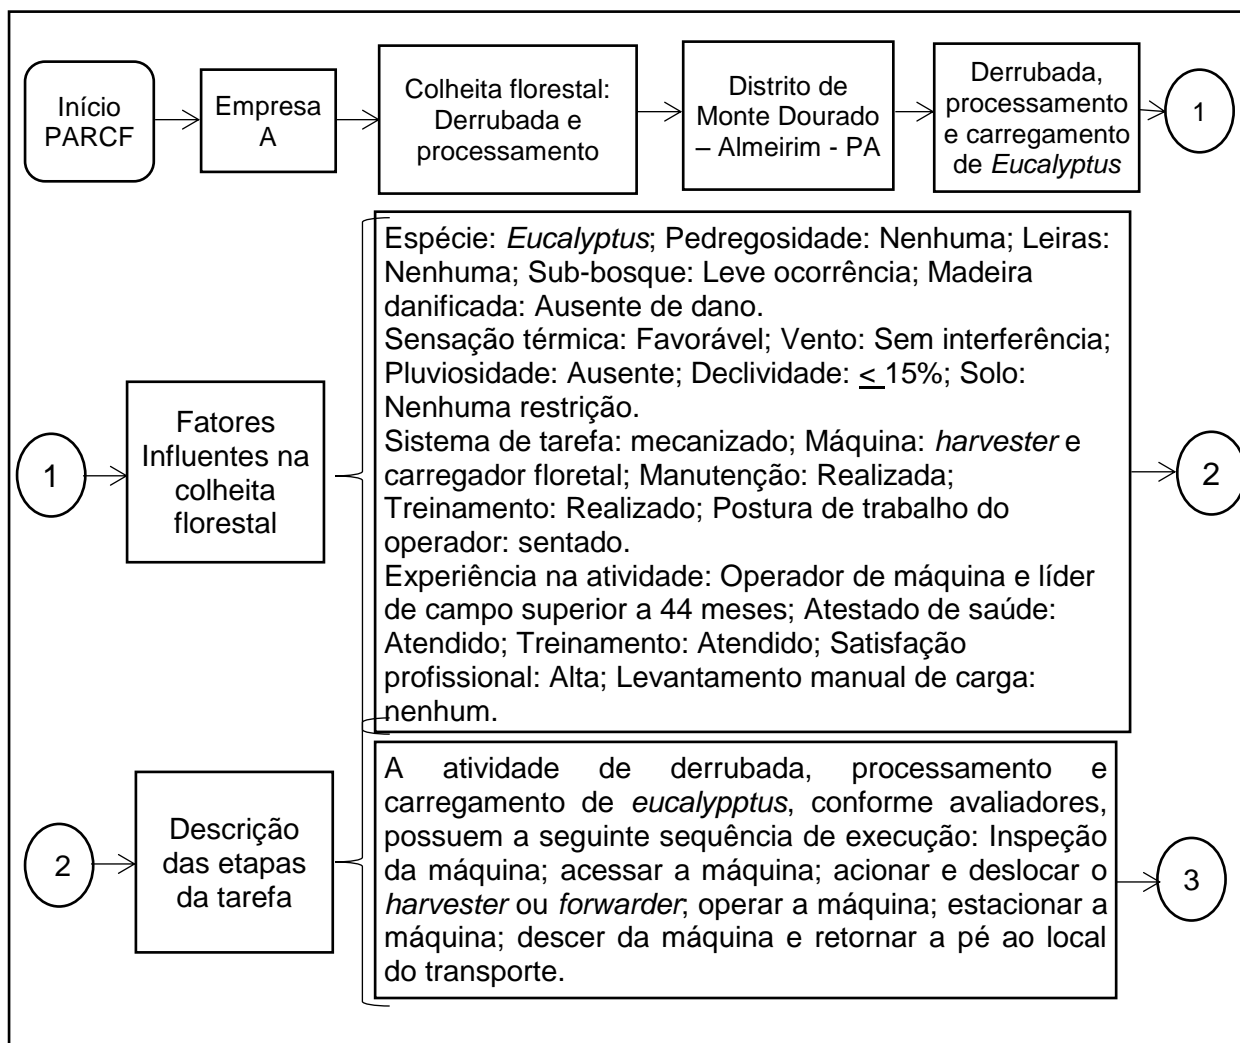 Início
PARCF
Empresa
A
Colheita florestal:
Derrubada e
processamento
Distrito de
Monte Dourado
– Almeirim - PA
Derrubada,
processamento
e carregamento
de Eucalyptus
1
1
Fatores
Influentes na
colheita
florestal
Espécie: Eucalyptus; Pedregosidade: Nenhuma; Leiras:
Nenhuma; Sub-bosque: Leve ocorrência; Madeira
danificada: Ausente de dano.
Sensação térmica: Favorável; Vento: Sem interferência;
Pluviosidade: Ausente; Declividade: < 15%; Solo:
Nenhuma restrição.
Sistema de tarefa: mecanizado; Máquina: harvester e
carregador floretal; Manutenção: Realizada;
Treinamento: Realizado; Postura de trabalho do
operador: sentado.
Experiência na atividade: Operador de máquina e líder
de campo superior a 44 meses; Atestado de saúde:
Atendido; Treinamento: Atendido; Satisfação
profissional: Alta; Levantamento manual de carga:
nenhum.
2
2
Descrição
das etapas
da tarefa
A atividade de derrubada, processamento e
carregamento de eucalypptus, conforme avaliadores,
possuem a seguinte sequência de execução: Inspeção
da máquina; acessar a máquina; acionar e deslocar o
harvester ou forwarder; operar a máquina; estacionar a
máquina; descer da máquina e retornar a pé ao local
do transporte.
3